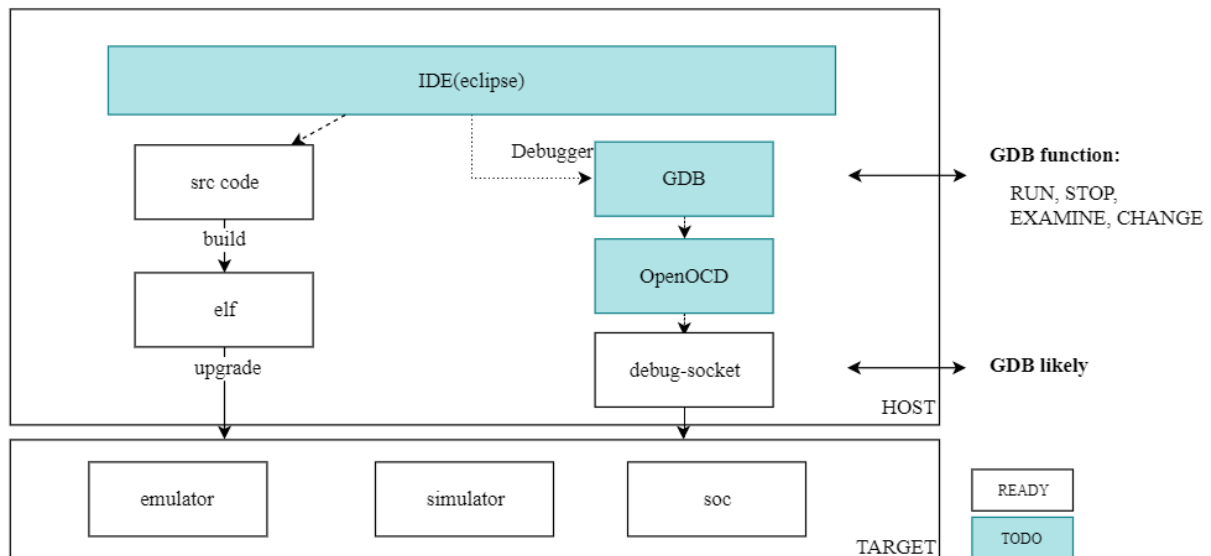 IDE(eclipse)
Debugger
GDB function:
src code
GDB
RUN, STOP,
EXAMINE, CHANGE
build
OpenOCD
elf
upgrade
debug-socket
GDB likely
HOST
emulator
simulator
soc
READY
TODO
TARGET